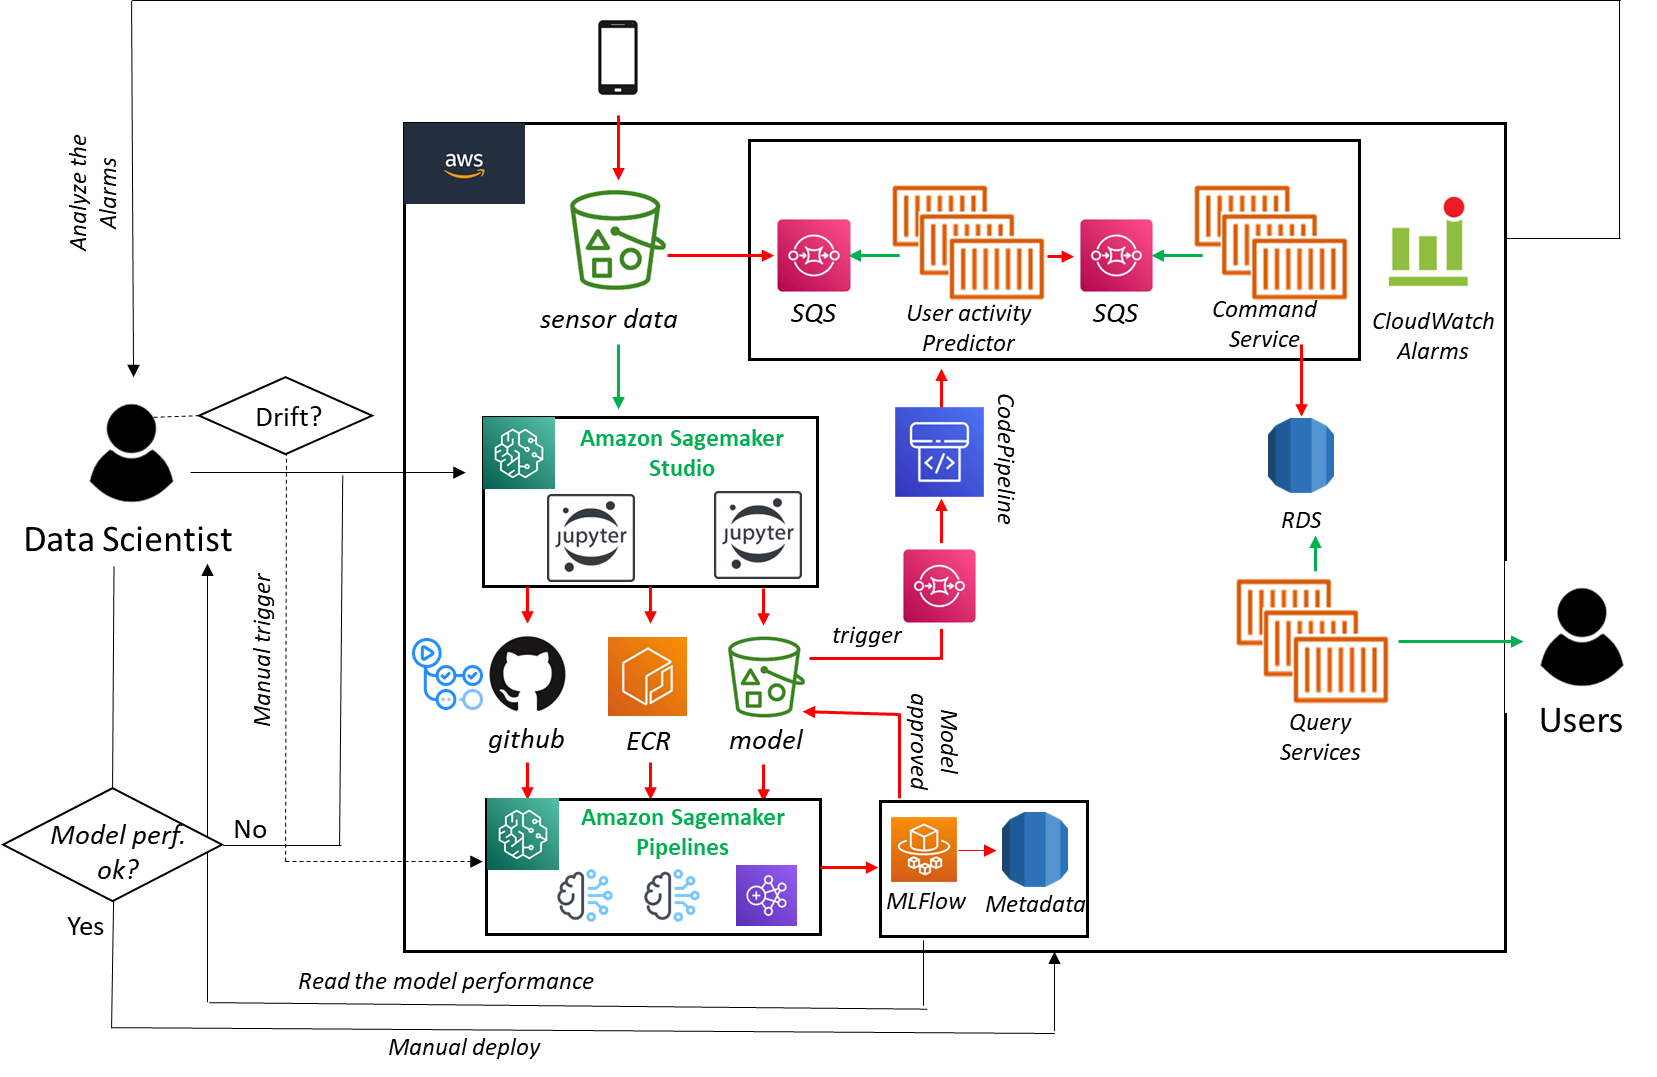 Analyze the
Alarms
aws
sensor data
SQS
User activity
Predictor
SQS
Command
Service
CloudWatch
Alarms
Drift?
Data Scientist
Manual trigger
Amazon Sagemaker
Studio
jupyter
jupyter
CodePipeline
RDS
trigger
github
ECR
model
Model
approved
Query
Services
Users
Model perf.
ok?
No
Yes
Amazon Sagemaker
Pipelines
MLFlow
Metadata
Read the model performance
Manual deploy